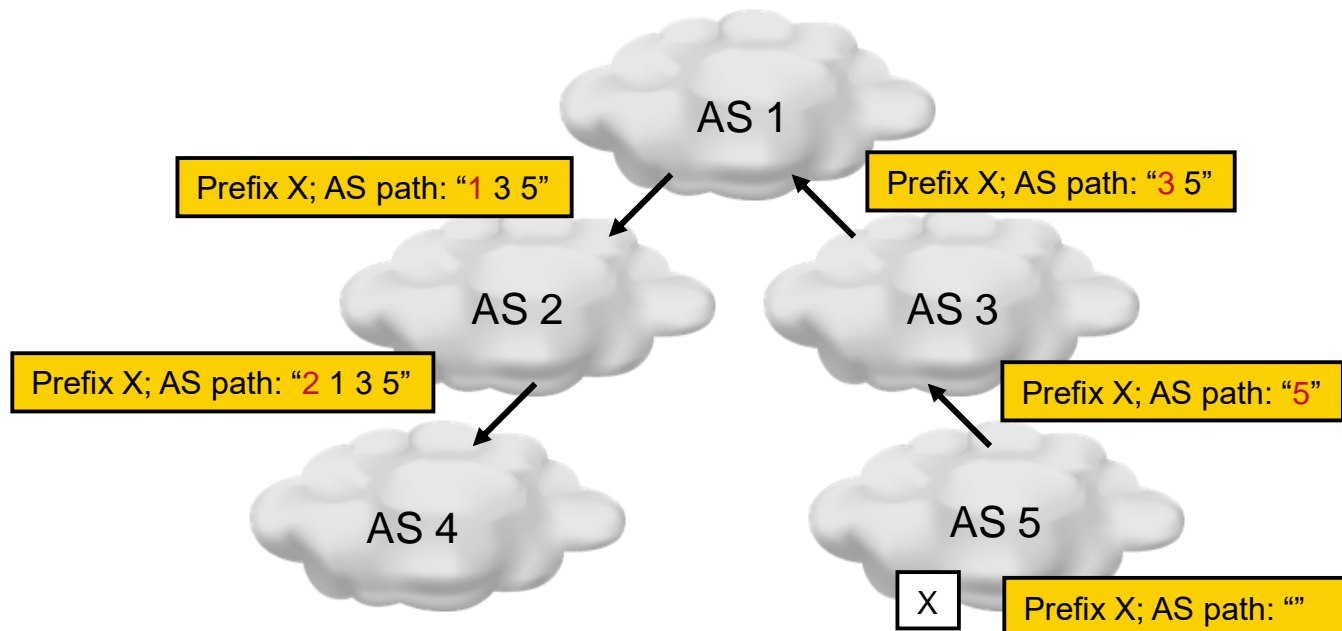 AS 1
Prefix X; AS path: “1 3 5”
Prefix X; AS path: “3 5”
AS 2
AS 3
Prefix X; AS path: “2 1 3 5”
Prefix X; AS path: “5”
AS 4
AS 5
X
Prefix X; AS path: “”